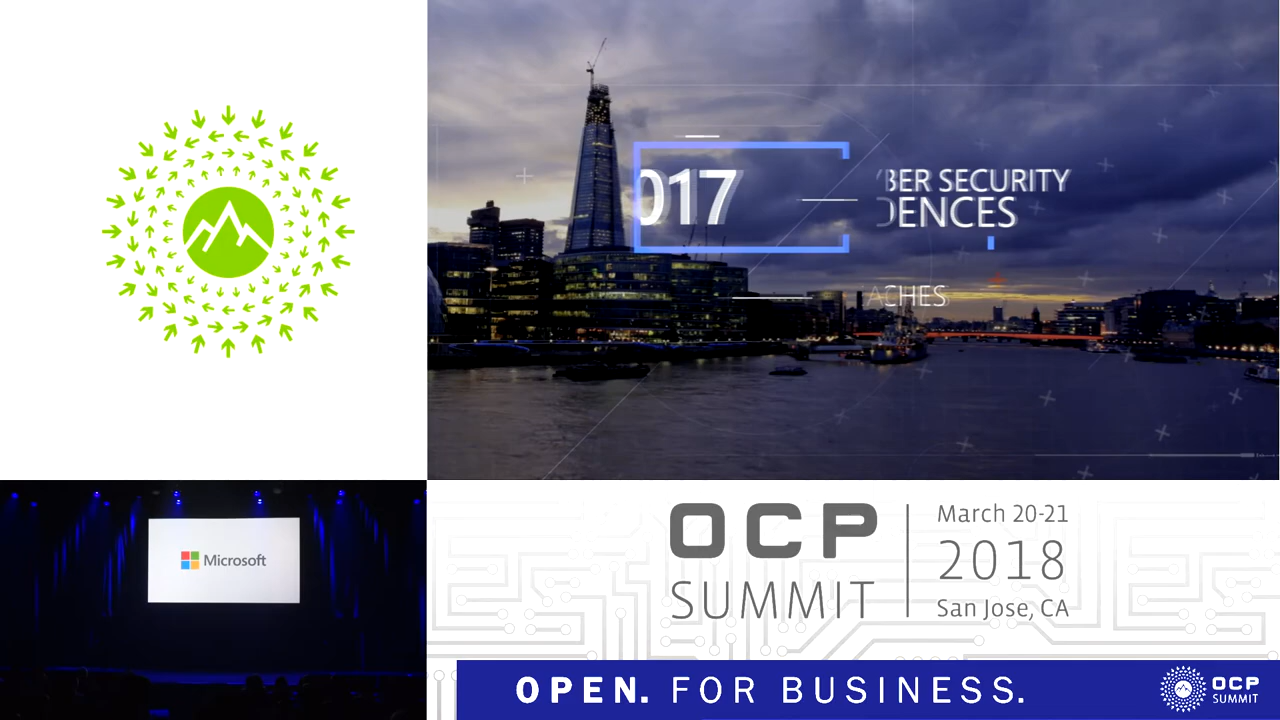 017
BER SECURITY
DENCES
ACHES
Microsoft
OCP
SUMMIT
March 20-21
2018
San Jose, CA
OPEN. FOR BUSINESS.
OCP
SUMMIT